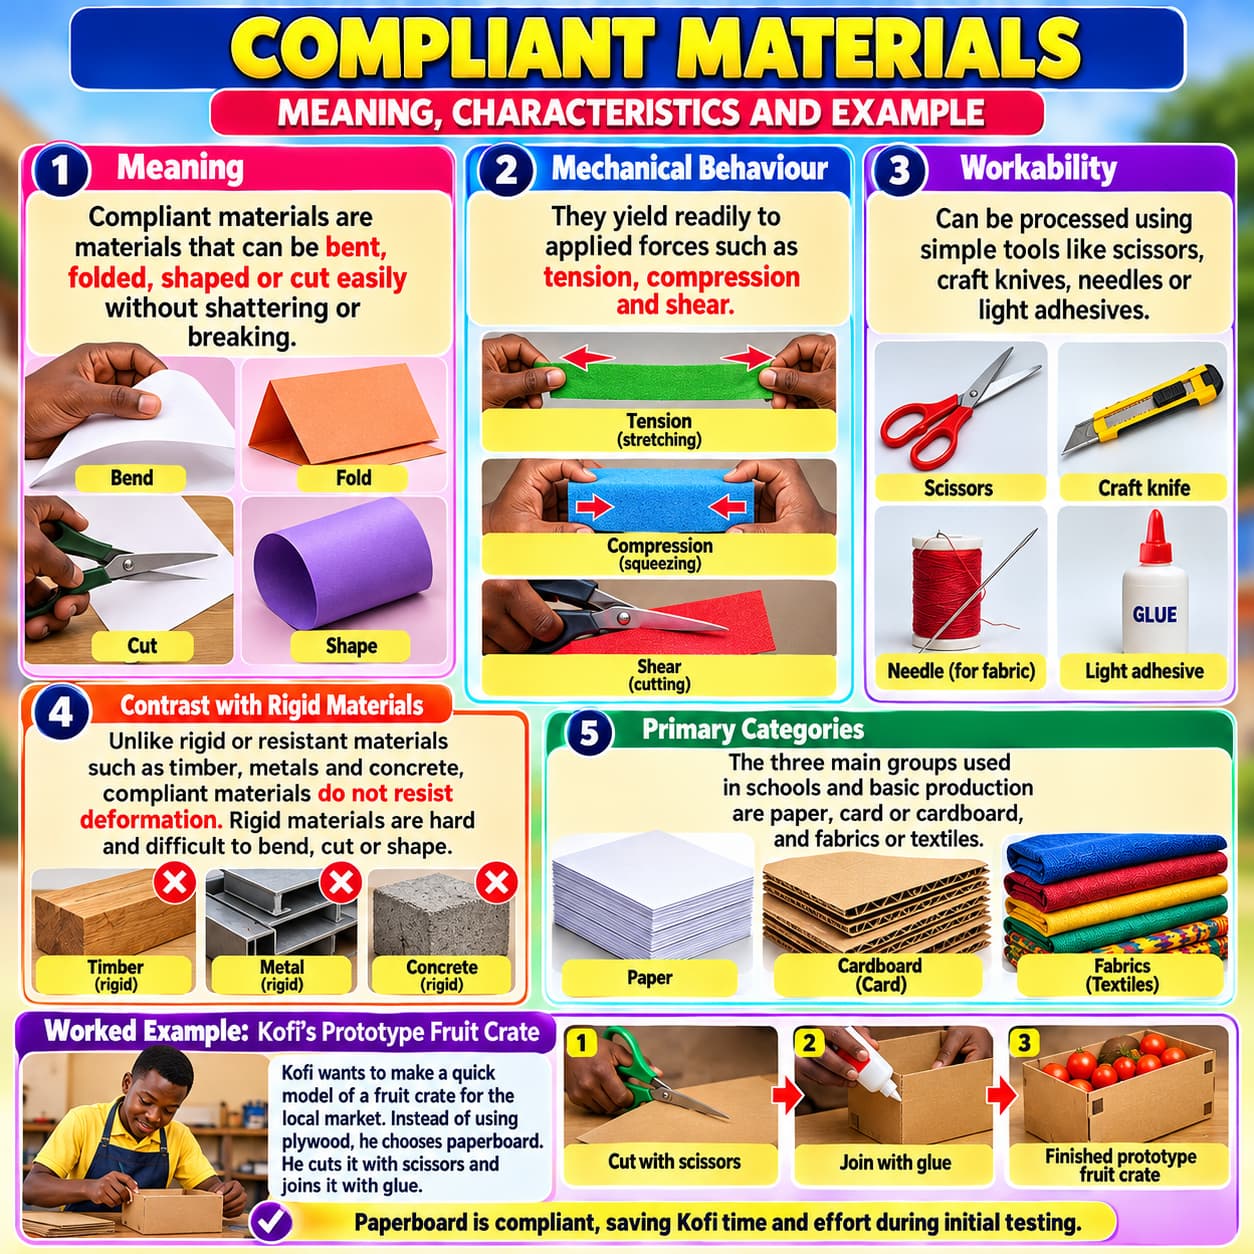 COMPLIANT MATERIALS
MEANING, CHARACTERISTICS AND EXAMPLE
1 Meaning
Compliant materials are
materials that can be bent,
folded, shaped or cut easily
without shattering or
breaking.
Bend
Fold
Cut
Shape
2 Mechanical Behaviour
They yield readily to
applied forces such as
tension, compression
and shear.
Tension
(stretching)
Compression
(squeezing)
Shear
(cutting)
3 Workability
Can be processed using
simple tools like scissors,
craft knives, needles or
light adhesives.
Scissors
Craft knife
GLUE
Needle (for fabric)
Light adhesive
4 Contrast with Rigid Materials
Unlike rigid or resistant materials
such as timber, metals and concrete,
compliant materials do not resist
deformation. Rigid materials are hard
and difficult to bend, cut or shape.
Timber
(rigid)
Metal
(rigid)
Concrete
(rigid)
5 Primary Categories
The three main groups used
in schools and basic production
are paper, card or cardboard,
and fabrics or textiles.
Paper
Cardboard
(Card)
Fabrics
(Textiles)
Worked Example: Kofi's Prototype Fruit Crate
Kofi wants to make a quick
model of a fruit crate for the
local market. Instead of using
plywood, he chooses paperboard.
He cuts it with scissors and
joins it with glue.
1
Cut with scissors
2
Join with glue
3
Finished prototype
fruit crate
Paperboard is compliant, saving Kofi time and effort during initial testing.